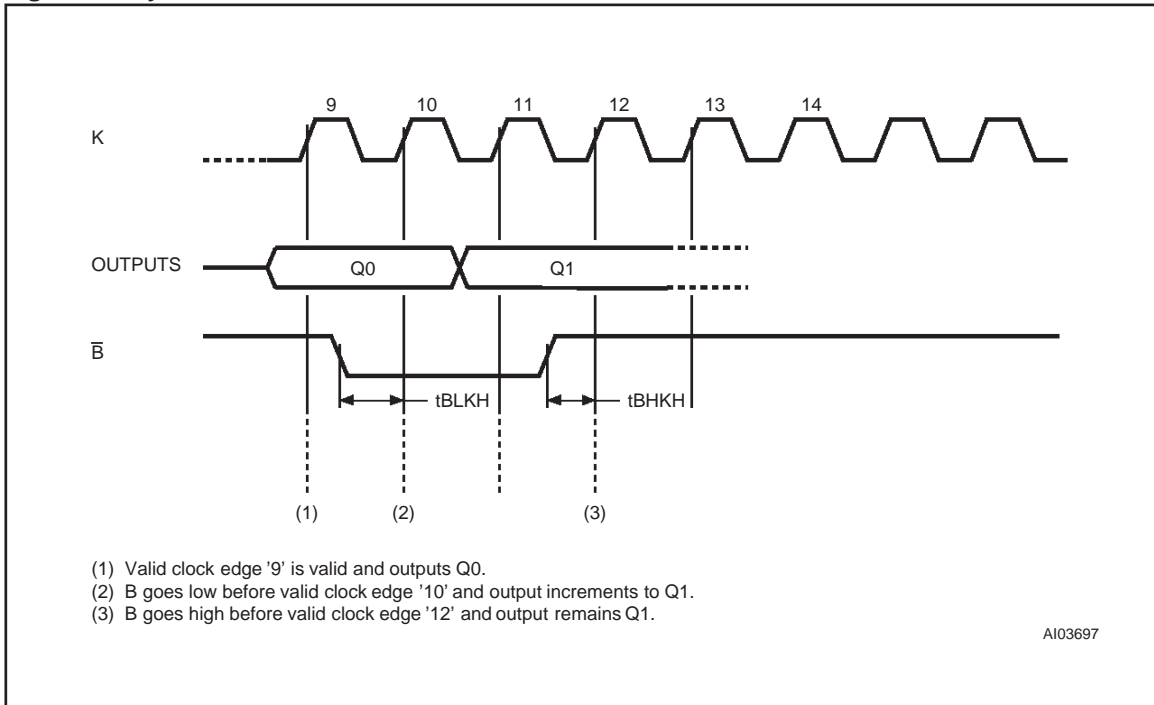 9 10 11 12 13 14
K
OUTPUTS Q0 Q1
B̅
tBLKH tBHKH
(1) (2) (3)
(1) Valid clock edge ’9’ is valid and outputs Q0.
(2) B goes low before valid clock edge ’10’ and output increments to Q1.
(3) B goes high before valid clock edge ’12’ and output remains Q1.
AI03697